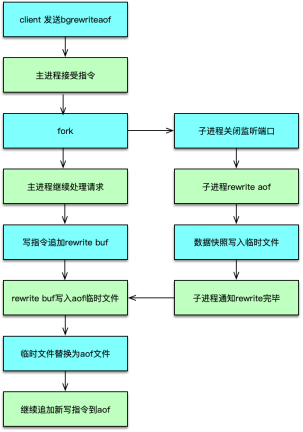 client 发送bgrewriteaof
主进程接受指令
fork
子进程关闭监听端口
主进程继续处理请求
子进程rewrite aof
写指令追加rewrite buf
数据快照写入临时文件
rewrite buf写入aof临时文件
子进程通知rewrite完毕
临时文件替换为aof文件
继续追加新写指令到aof